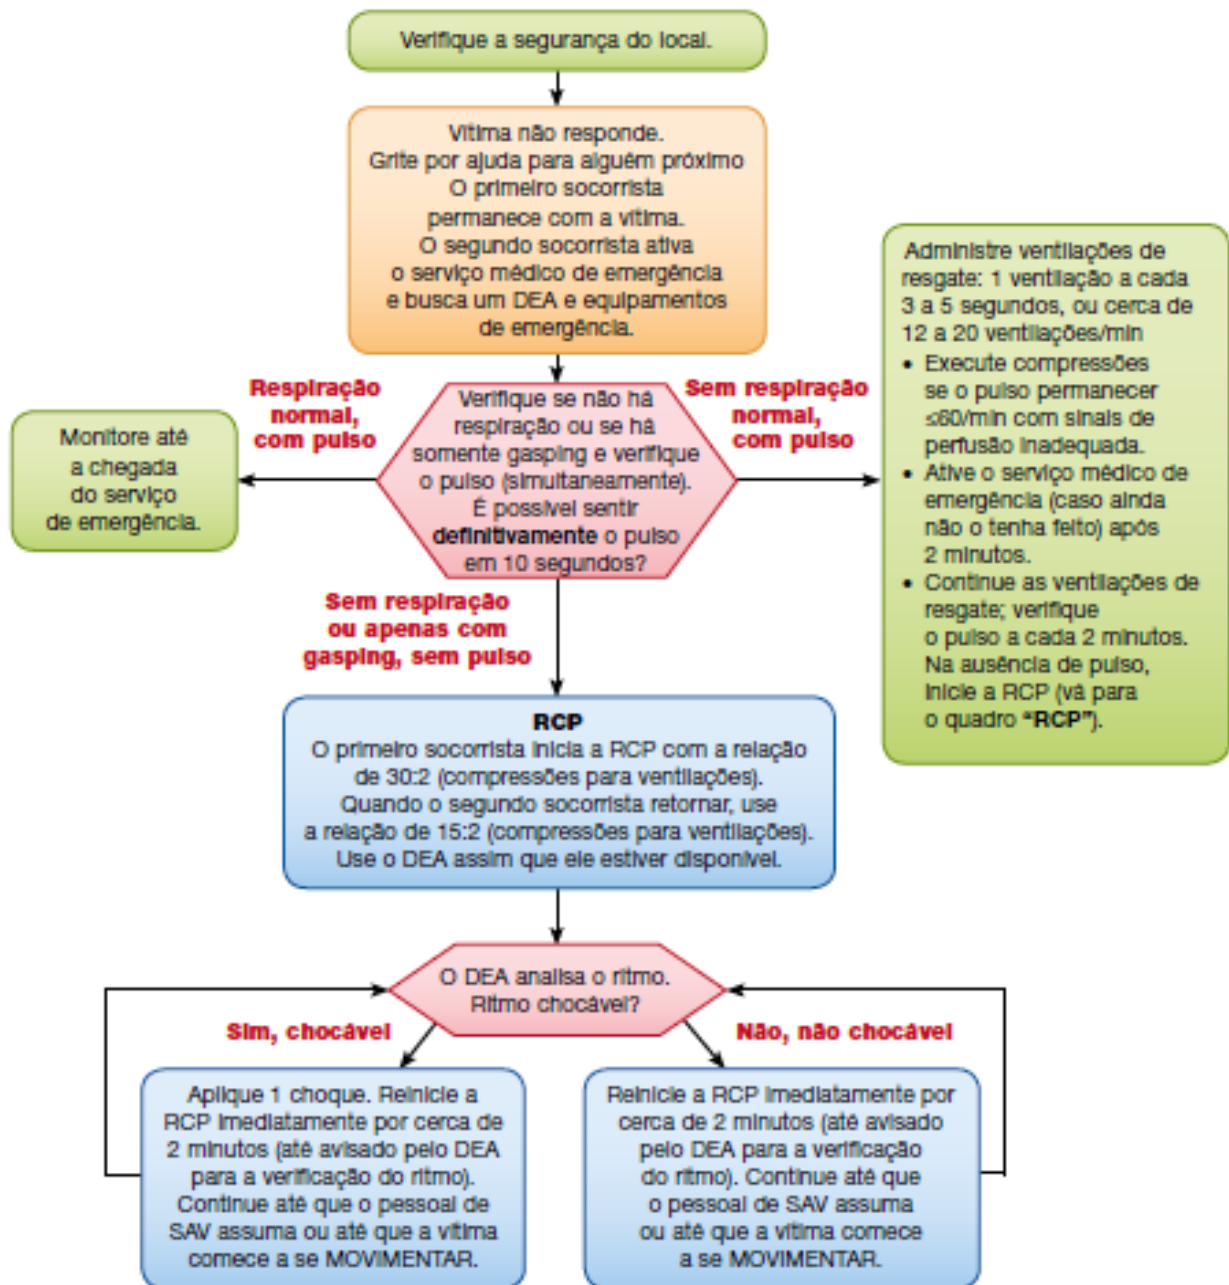 Verifique a segurança do local.
Vítima não responde.
Grite por ajuda para alguém próximo
O primeiro socorrista
permanece com a vítima.
O segundo socorrista ativa
o serviço médico de emergência
e busca um DEA e equipamentos
de emergência.
Respiração
normal,
com pulso
Monitore até
a chegada
do serviço
de emergência.
Verifique se não há
respiração ou se há
somente gasping e verifique
o pulso (simultaneamente).
É possível sentir
definitivamente o pulso
em 10 segundos?
Sem respiração
normal,
com pulso
Administre ventilações de
resgate: 1 ventilação a cada
3 a 5 segundos, ou cerca de
12 a 20 ventilações/min
• Execute compressões
se o pulso permanecer
≤60/min com sinais de
perfusão inadequada.
• Ative o serviço médico de
emergência (caso ainda
não o tenha feito) após
2 minutos.
• Continue as ventilações de
resgate; verifique
o pulso a cada 2 minutos.
Na ausência de pulso,
inicie a RCP (vá para
o quadro “RCP”).
Sem respiração
ou apenas com
gasping, sem pulso
RCP
O primeiro socorrista inicia a RCP com a relação
de 30:2 (compressões para ventilações).
Quando o segundo socorrista retornar, use
a relação de 15:2 (compressões para ventilações).
Use o DEA assim que ele estiver disponível.
O DEA analisa o ritmo.
Ritmo chocável?
Sim, chocável
Não, não chocável
Aplique 1 choque. Reinicie a
RCP imediatamente por cerca de
2 minutos (até avisado pelo DEA
para a verificação do ritmo).
Continue até que o pessoal de
SAV assuma ou até que a vítima
comece a se MOVIMENTAR.
Reinicie a RCP imediatamente por
cerca de 2 minutos (até avisado
pelo DEA para a verificação
do ritmo). Continue até que
o pessoal de SAV assuma
ou até que a vítima comece
a se MOVIMENTAR.